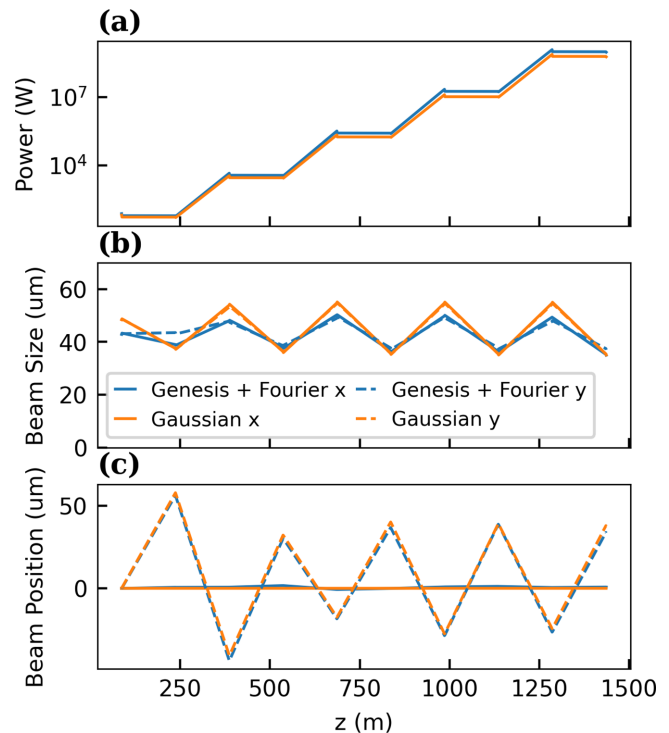 (a)
Power (W)
10^7
10^4
(b)
Beam Size (um)
60
40
20
0
Genesis + Fourier x
Genesis + Fourier y
Gaussian x
Gaussian y
(c)
Beam Position (um)
50
0
250
500
750
1000
1250
1500
z (m)